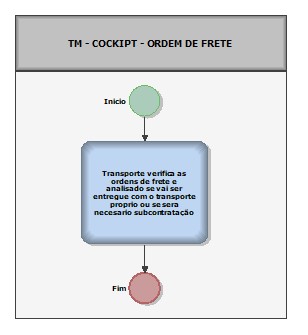 TM - COCKIPT - ORDEM DE FRETE
Inicio
Transporte verifica as
ordens de frete e
analisado se vai ser
entregue com o transporte
proprio ou se sera
necesario subcontratação
Fim